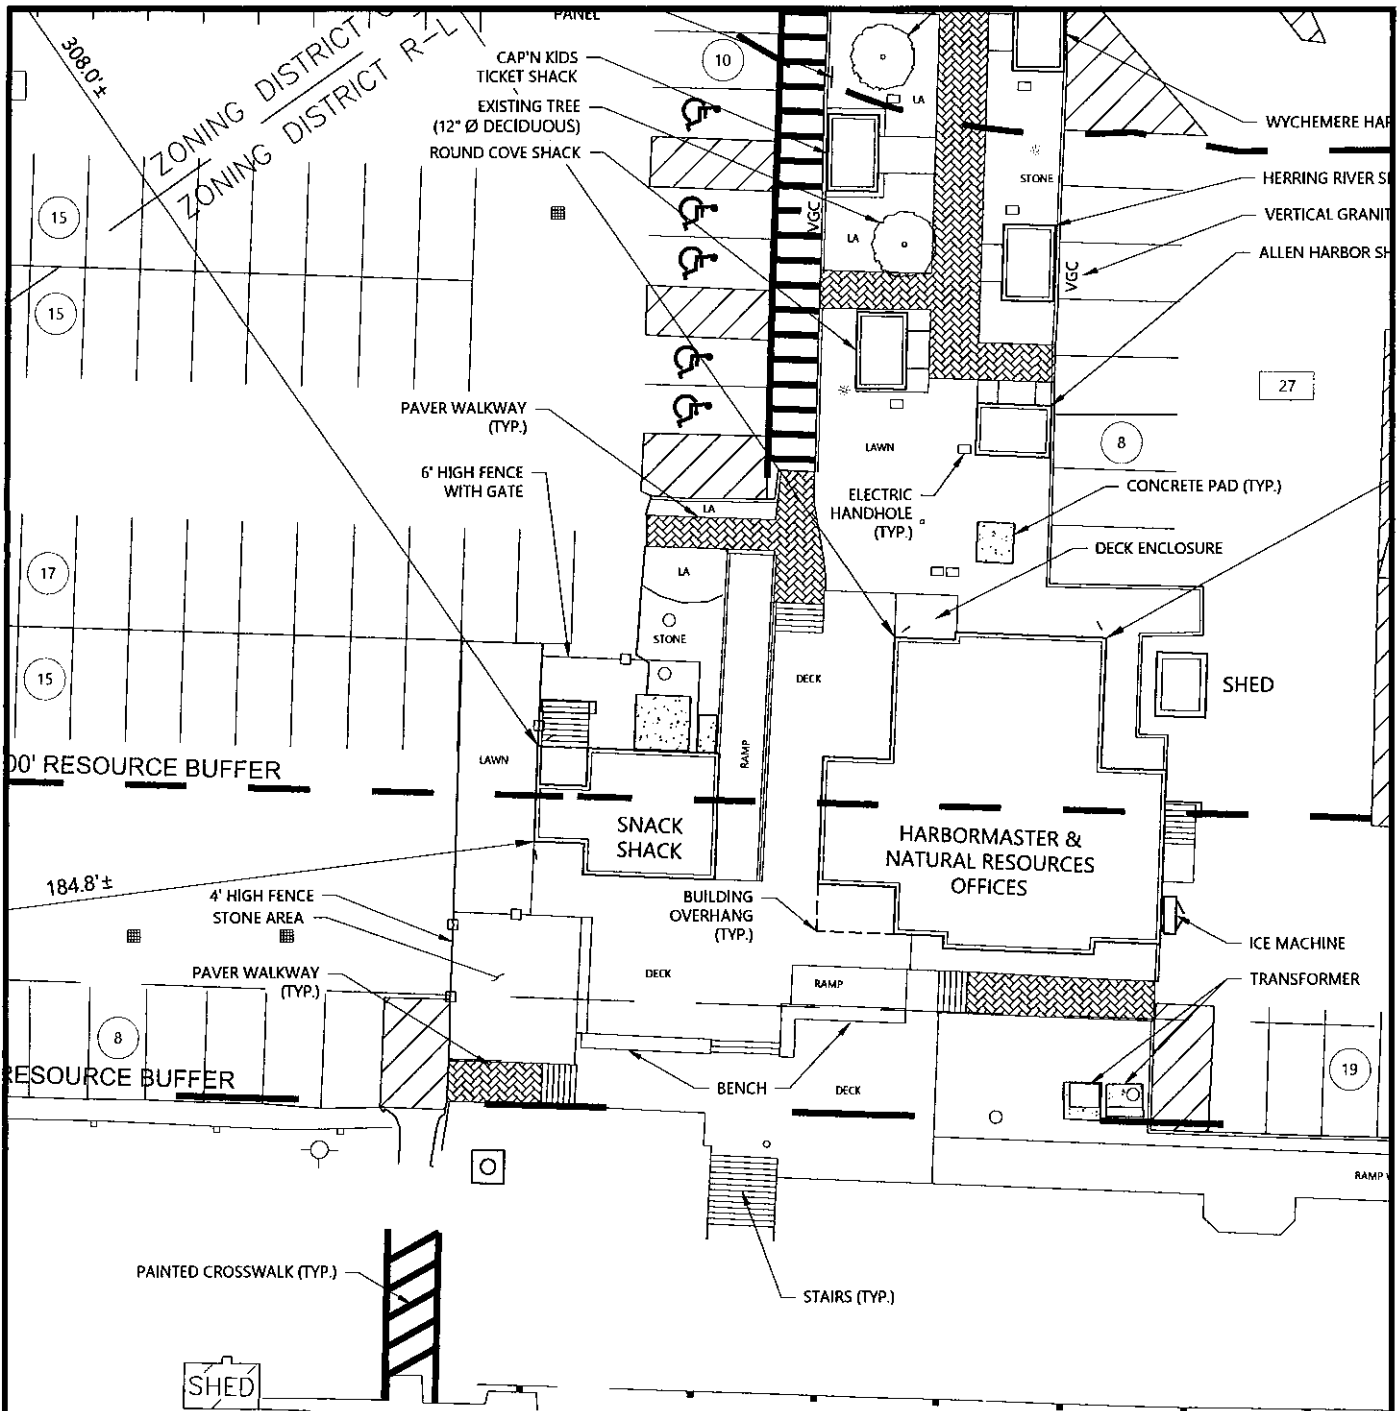 PANEL
308.0'±
ZONING DISTRICT
ZONING DISTRICT R-L
CAP'N KIDS
TICKET SHACK
EXISTING TREE
(12" Ø DECIDUOUS)
ROUND COVE SHACK
10
LA
WYCHEMERE HAR
STONE
HERRING RIVER S
VERTICAL GRANIT
ALLEN HARBOR SH
VGC
LA
VGC
15
15
27
PAVER WALKWAY
(TYP.)
8
LAWN
6' HIGH FENCE
WITH GATE
ELECTRIC
HANDHOLE
(TYP.)
CONCRETE PAD (TYP.)
LA
DECK ENCLOSURE
17
LA
STONE
15
DECK
SHED
LAWN
RAMP
00' RESOURCE BUFFER
SNACK
SHACK
HARBORMASTER &
NATURAL RESOURCES
OFFICES
184.8'±
4' HIGH FENCE
STONE AREA
BUILDING
OVERHANG
(TYP.)
ICE MACHINE
PAVER WALKWAY
(TYP.)
DECK
RAMP
TRANSFORMER
8
19
RESOURCE BUFFER
BENCH
DECK
RAMP
PAINTED CROSSWALK (TYP.)
STAIRS (TYP.)
SHED